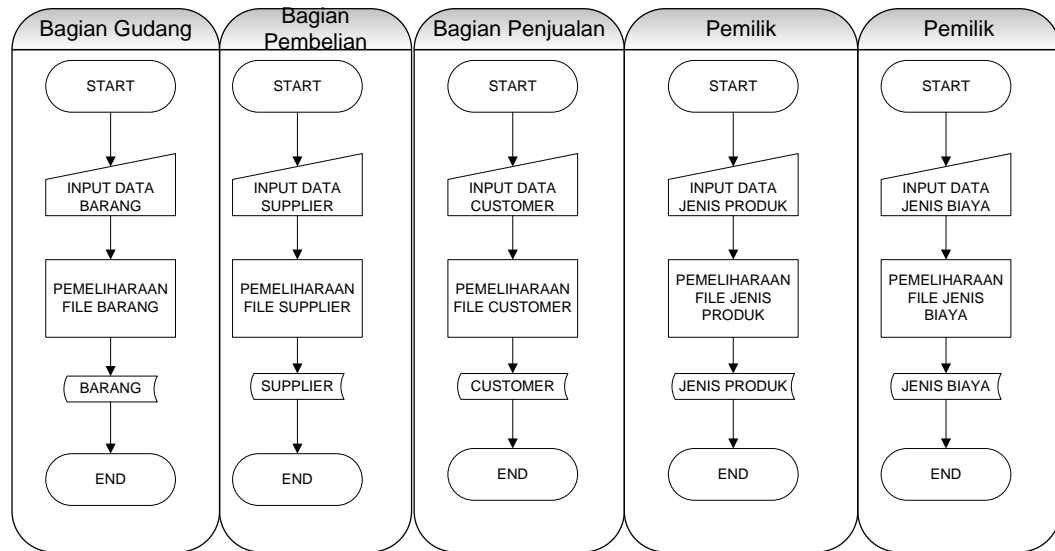 Bagian Gudang
START
INPUT DATA
BARANG
PEMELIHARAAN
FILE BARANG
BARANG
END
Bagian
Pembelian
START
INPUT DATA
SUPPLIER
PEMELIHARAAN
FILE SUPPLIER
SUPPLIER
END
Bagian Penjualan
START
INPUT DATA
CUSTOMER
PEMELIHARAAN
FILE CUSTOMER
CUSTOMER
END
Pemilik
START
INPUT DATA
JENIS PRODUK
PEMELIHARAAN
FILE JENIS
PRODUK
JENIS PRODUK
END
Pemilik
START
INPUT DATA
JENIS BIAYA
PEMELIHARAAN
FILE JENIS
BIAYA
JENIS BIAYA
END